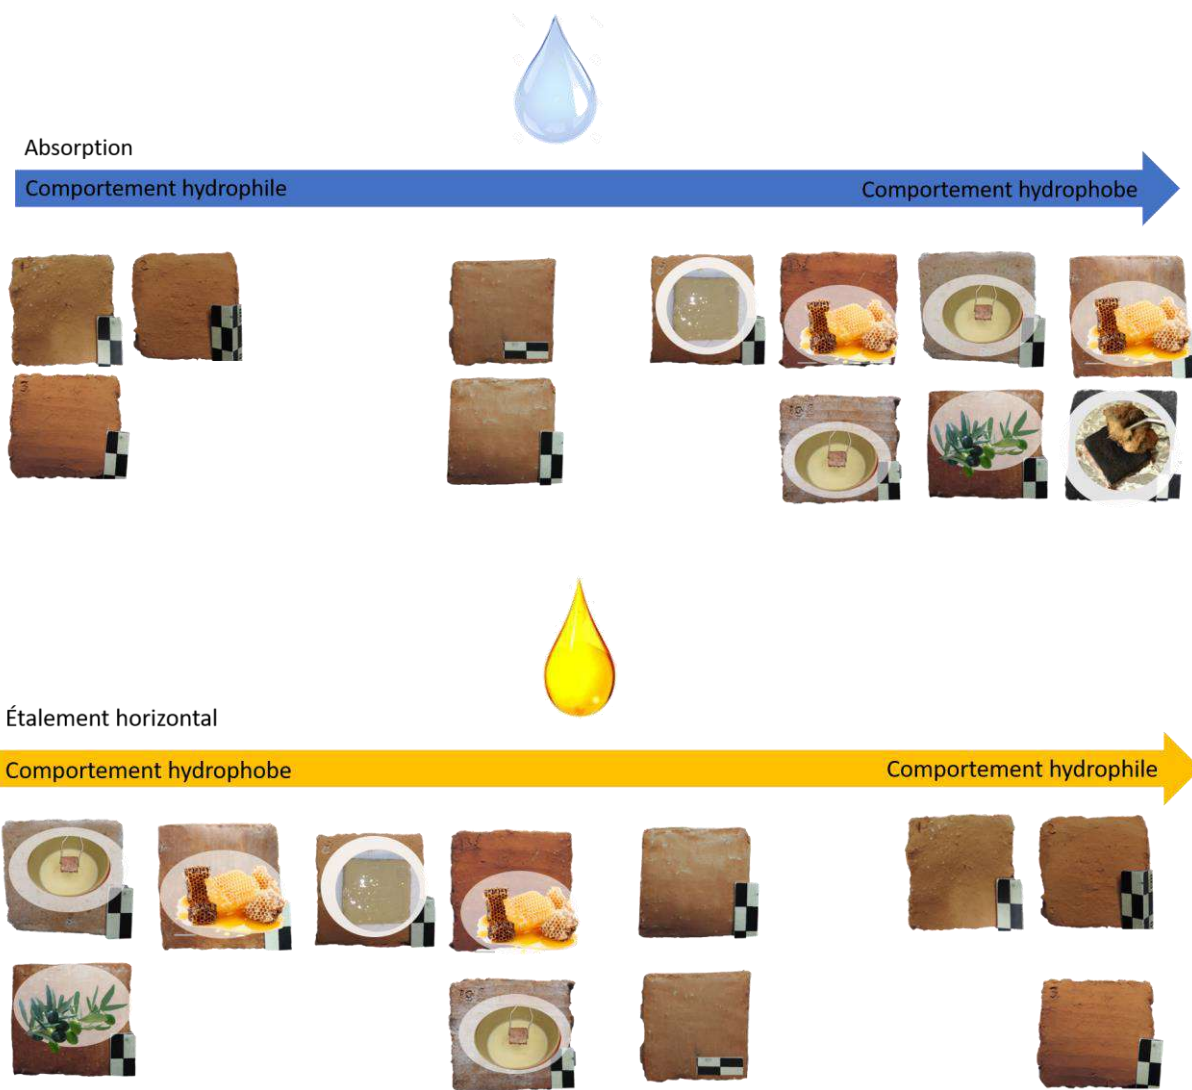 Absorption
Comportement hydrophile
Comportement hydrophobe
Étalement horizontal
Comportement hydrophobe
Comportement hydrophile